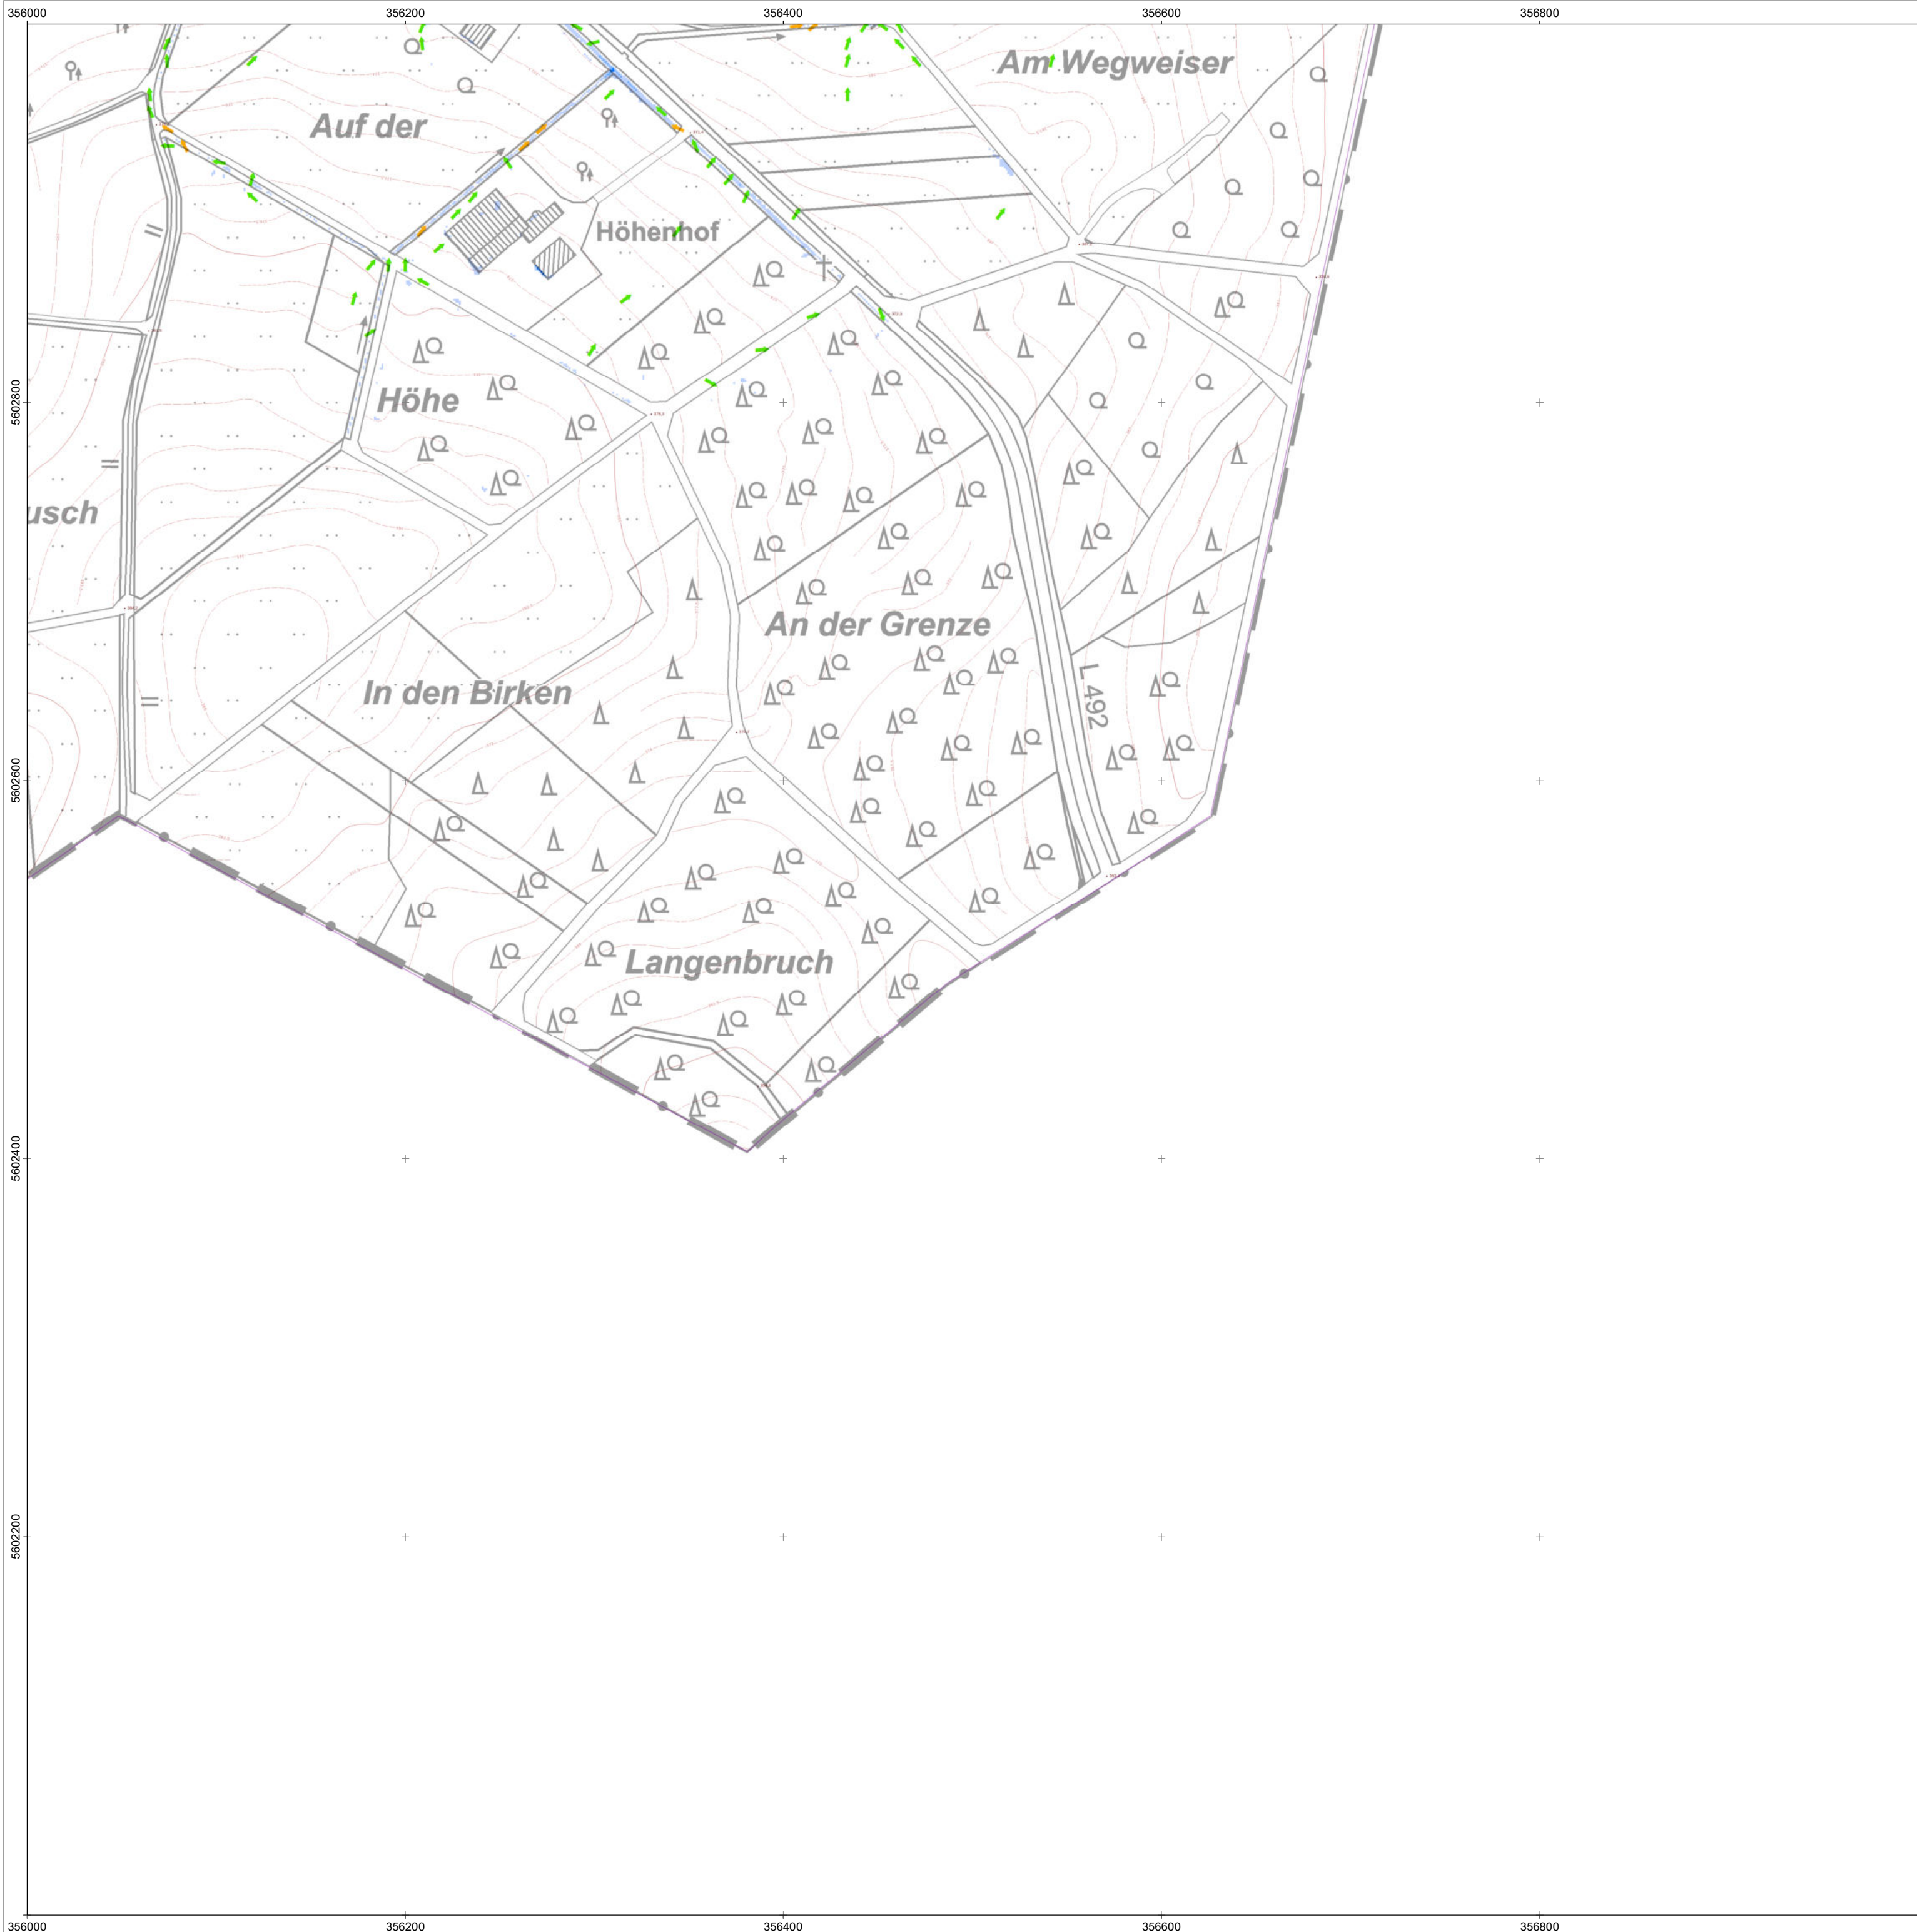 356000 356200 356400 356600 356800
Am Wegweiser
Auf der
Höhenhof
5602800
Höhe
usch
An der Grenze
In den Birken
L 492
5602600
Langenbruch
5602400
5602200
356000 356200 356400 356600 356800